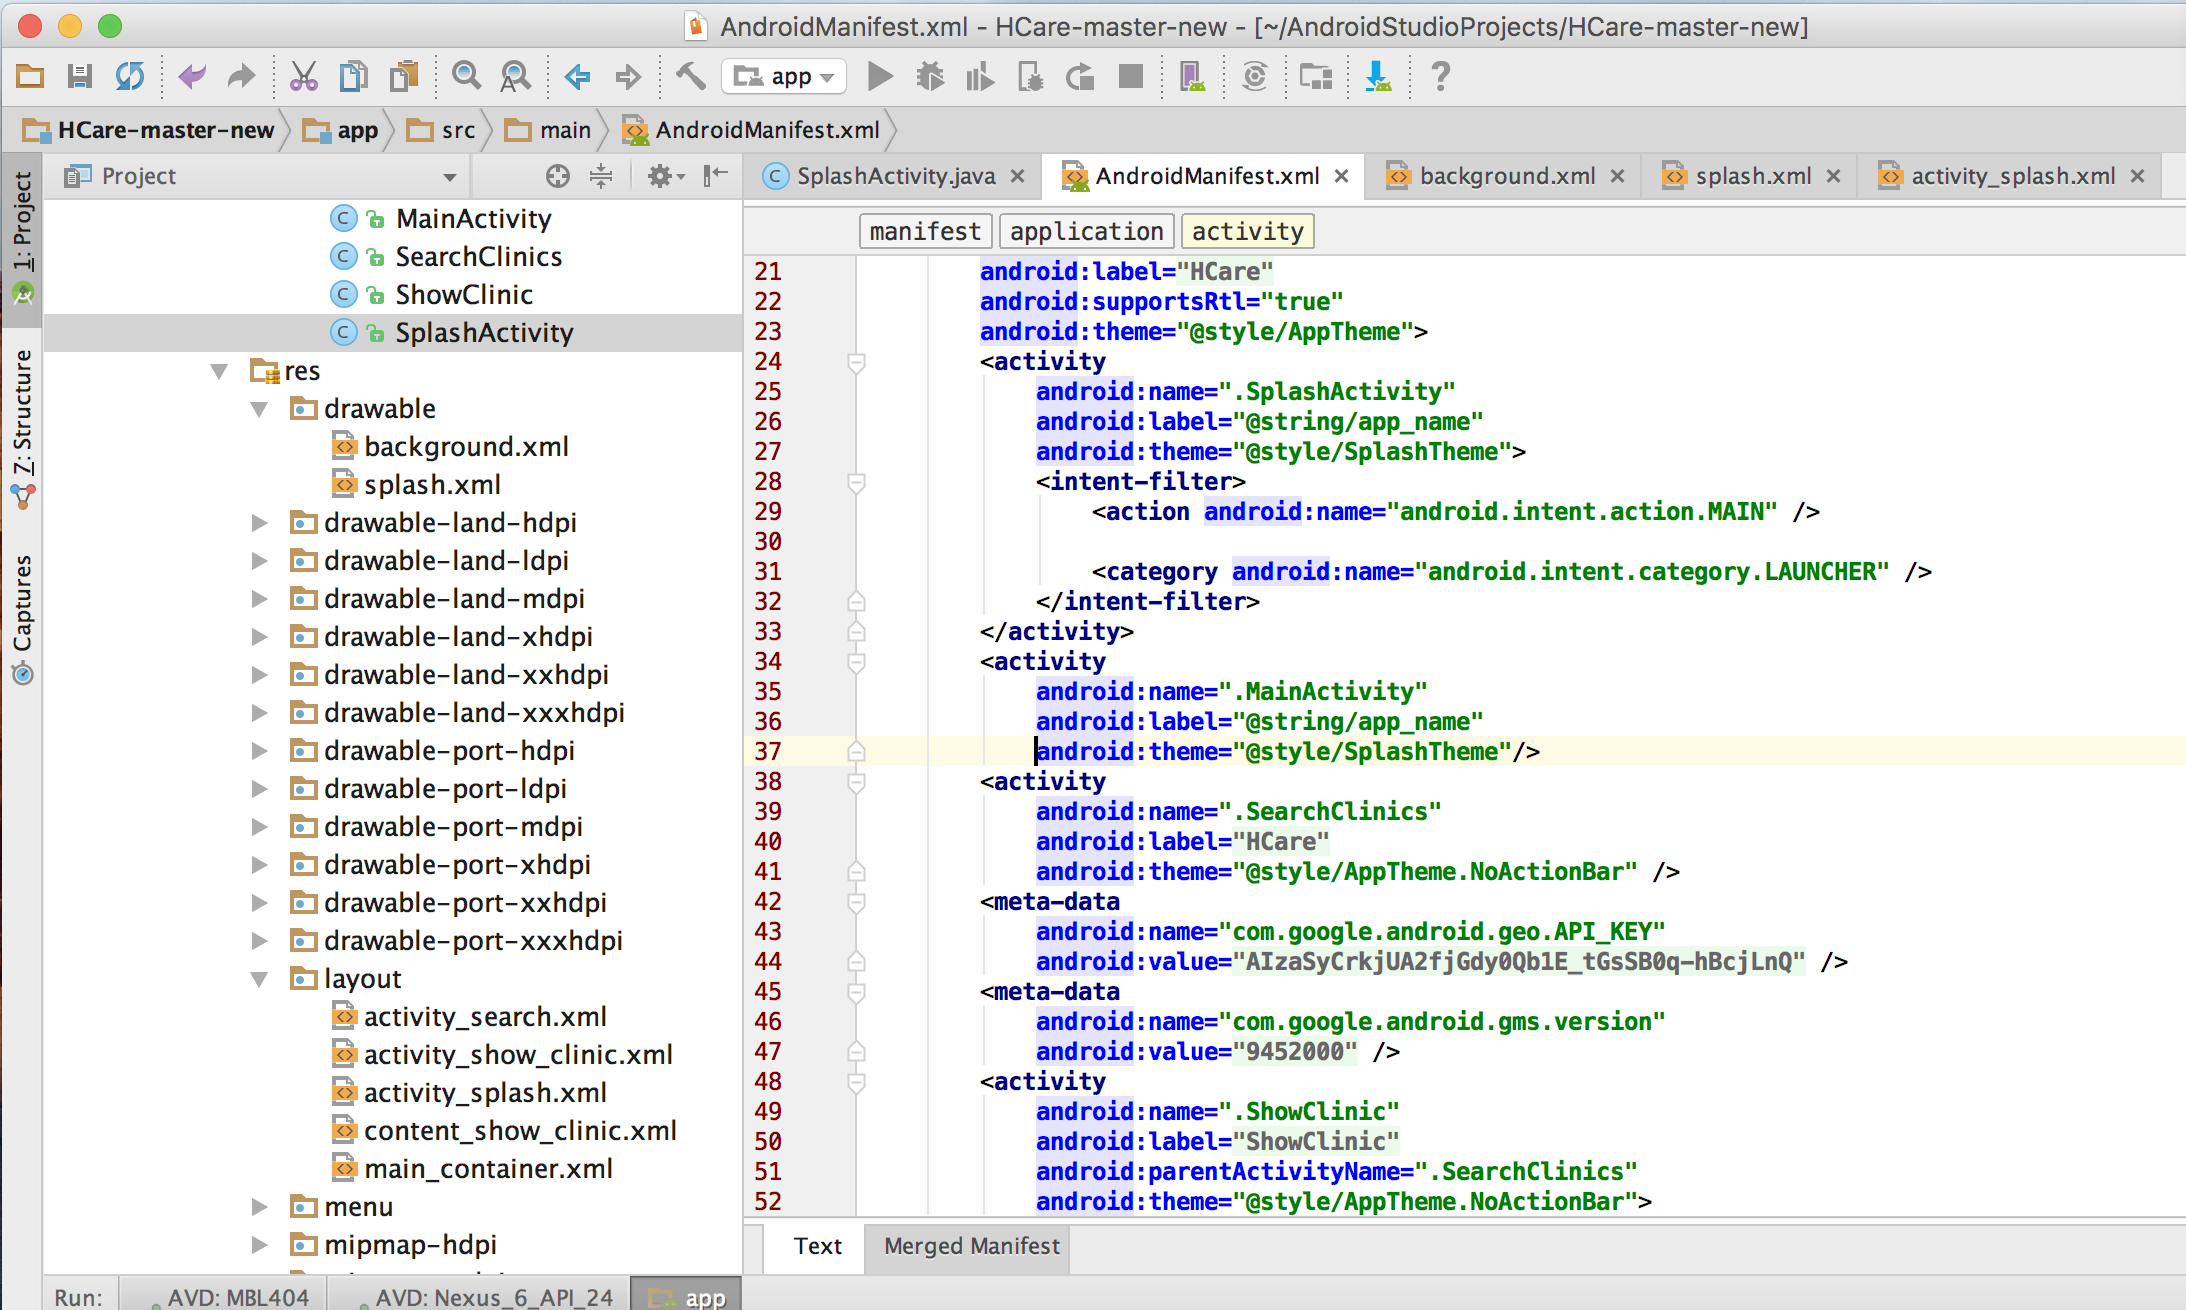 AndroidManifest.xml - HCare-master-new - [~/AndroidStudioProjects/HCare-master-new]
app
HCare-master-new app src main AndroidManifest.xml
1: Project
7: Structure
Captures
Project
MainActivity
SearchClinics
ShowClinic
SplashActivity
res
drawable
background.xml
splash.xml
drawable-land-hdpi
drawable-land-ldpi
drawable-land-mdpi
drawable-land-xhdpi
drawable-land-xxhdpi
drawable-land-xxxhdpi
drawable-port-hdpi
drawable-port-ldpi
drawable-port-mdpi
drawable-port-xhdpi
drawable-port-xxhdpi
drawable-port-xxxhdpi
layout
activity_search.xml
activity_show_clinic.xml
activity_splash.xml
content_show_clinic.xml
main_container.xml
menu
mipmap-hdpi
SplashActivity.java AndroidManifest.xml background.xml splash.xml activity_splash.xml
manifest application activity
21 android:label="HCare"
22 android:supportsRtl="true"
23 android:theme="@style/AppTheme">
24 <activity
25 android:name=".SplashActivity"
26 android:label="@string/app_name"
27 android:theme="@style/SplashTheme">
28 <intent-filter>
29 <action android:name="android.intent.action.MAIN" />
30
31 <category android:name="android.intent.category.LAUNCHER" />
32 </intent-filter>
33 </activity>
34 <activity
35 android:name=".MainActivity"
36 android:label="@string/app_name"
37 android:theme="@style/SplashTheme"/>
38 <activity
39 android:name=".SearchClinics"
40 android:label="HCare"
41 android:theme="@style/AppTheme.NoActionBar" />
42 <meta-data
43 android:name="com.google.android.geo.API_KEY"
44 android:value="AIzaSyCrkjUA2fjGdy0Qb1E_tGsSB0q-hBcjLnQ" />
45 <meta-data
46 android:name="com.google.android.gms.version"
47 android:value="9452000" />
48 <activity
49 android:name=".ShowClinic"
50 android:label="ShowClinic"
51 android:parentActivityName=".SearchClinics"
52 android:theme="@style/AppTheme.NoActionBar">
Text Merged Manifest
Run: AVD: MBL404 AVD: Nexus_6_API_24 app